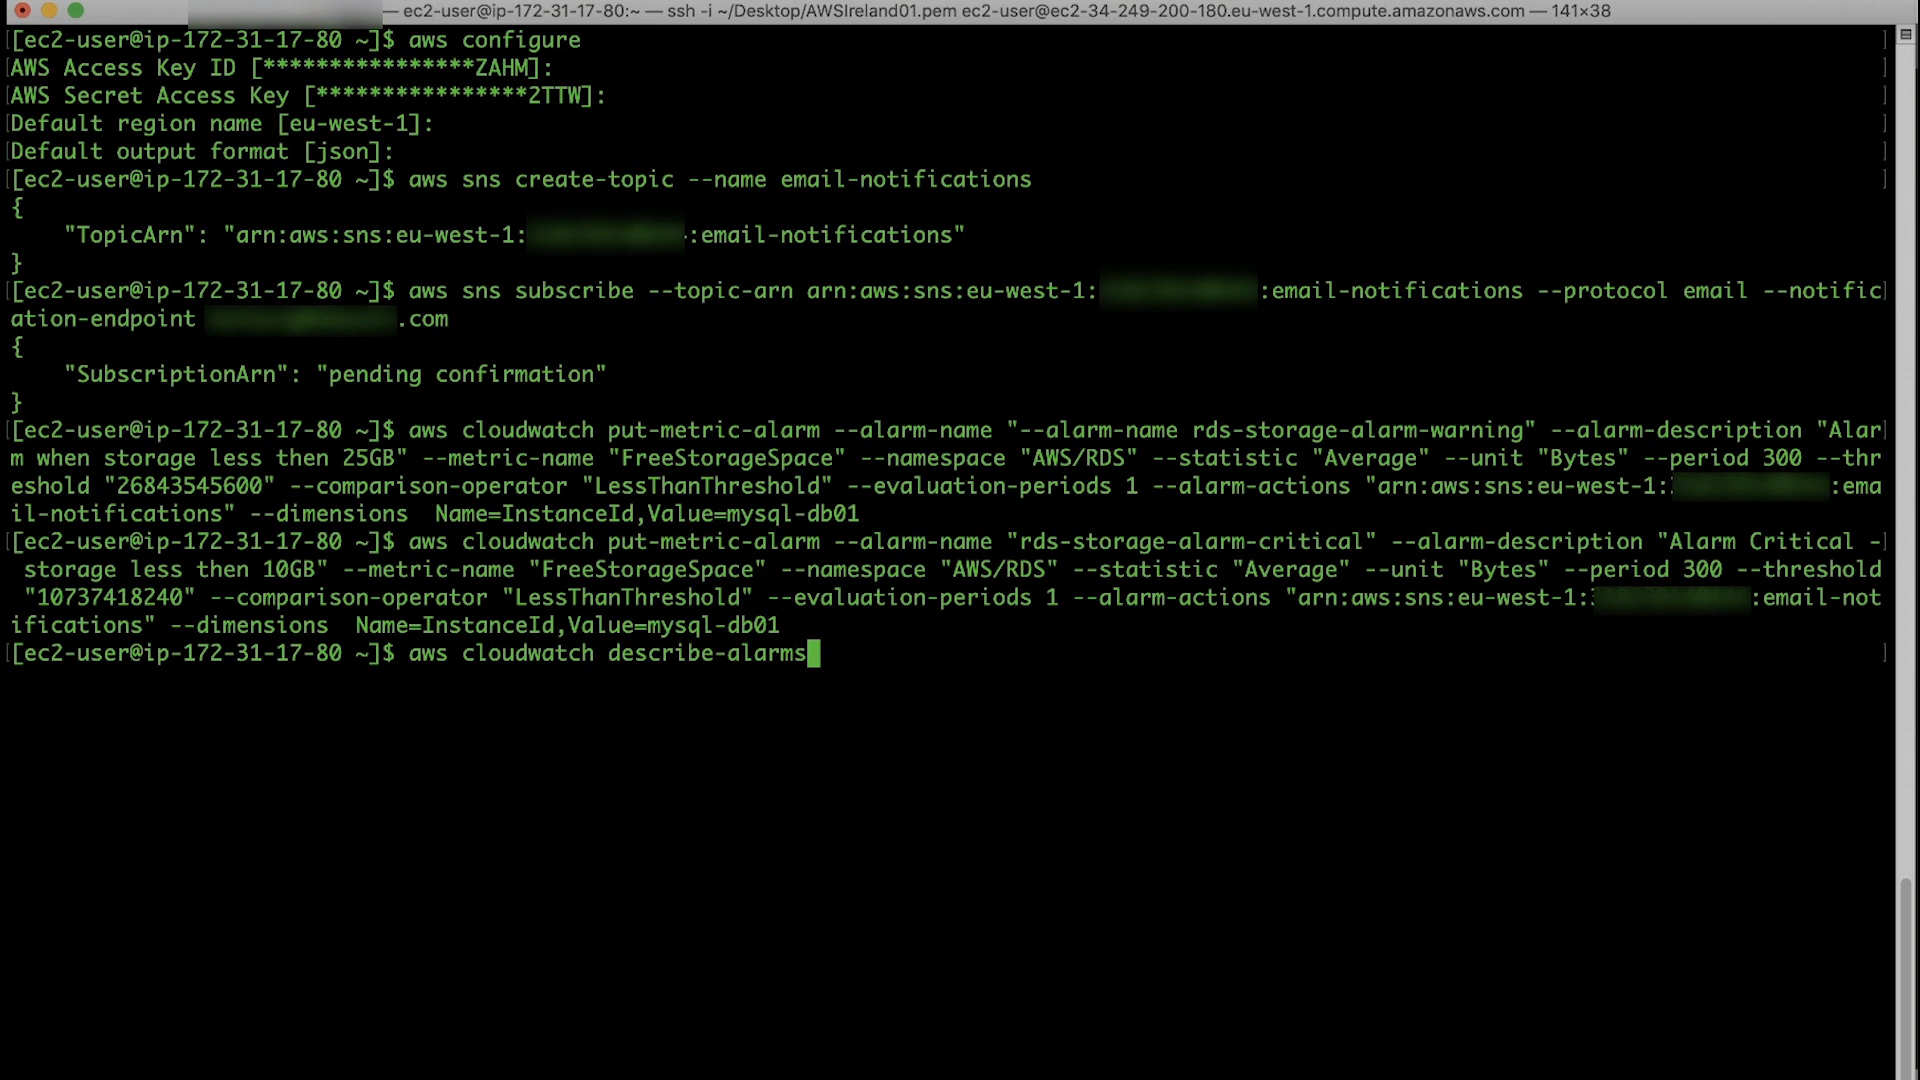 — ec2-user@ip-172-31-17-80:~ — ssh -i ~/Desktop/AWSIreland01.pem ec2-user@ec2-34-249-200-180.eu-west-1.compute.amazonaws.com — 141×38
[ec2-user@ip-172-31-17-80 ~]$ aws configure
AWS Access Key ID [****************ZAHM]:
AWS Secret Access Key [****************2TTW]:
Default region name [eu-west-1]:
Default output format [json]:
[ec2-user@ip-172-31-17-80 ~]$ aws sns create-topic --name email-notifications
{
    "TopicArn": "arn:aws:sns:eu-west-1: :email-notifications"
}
[ec2-user@ip-172-31-17-80 ~]$ aws sns subscribe --topic-arn arn:aws:sns:eu-west-1: :email-notifications --protocol email --notific
ation-endpoint .com
{
    "SubscriptionArn": "pending confirmation"
}
[ec2-user@ip-172-31-17-80 ~]$ aws cloudwatch put-metric-alarm --alarm-name "--alarm-name rds-storage-alarm-warning" --alarm-description "Alar
m when storage less then 25GB" --metric-name "FreeStorageSpace" --namespace "AWS/RDS" --statistic "Average" --unit "Bytes" --period 300 --thr
eshold "26843545600" --comparison-operator "LessThanThreshold" --evaluation-periods 1 --alarm-actions "arn:aws:sns:eu-west-1: :ema
il-notifications" --dimensions  Name=InstanceId,Value=mysql-db01
[ec2-user@ip-172-31-17-80 ~]$ aws cloudwatch put-metric-alarm --alarm-name "rds-storage-alarm-critical" --alarm-description "Alarm Critical -
 storage less then 10GB" --metric-name "FreeStorageSpace" --namespace "AWS/RDS" --statistic "Average" --unit "Bytes" --period 300 --threshold
 "10737418240" --comparison-operator "LessThanThreshold" --evaluation-periods 1 --alarm-actions "arn:aws:sns:eu-west-1: :email-not
ifications" --dimensions  Name=InstanceId,Value=mysql-db01
[ec2-user@ip-172-31-17-80 ~]$ aws cloudwatch describe-alarms